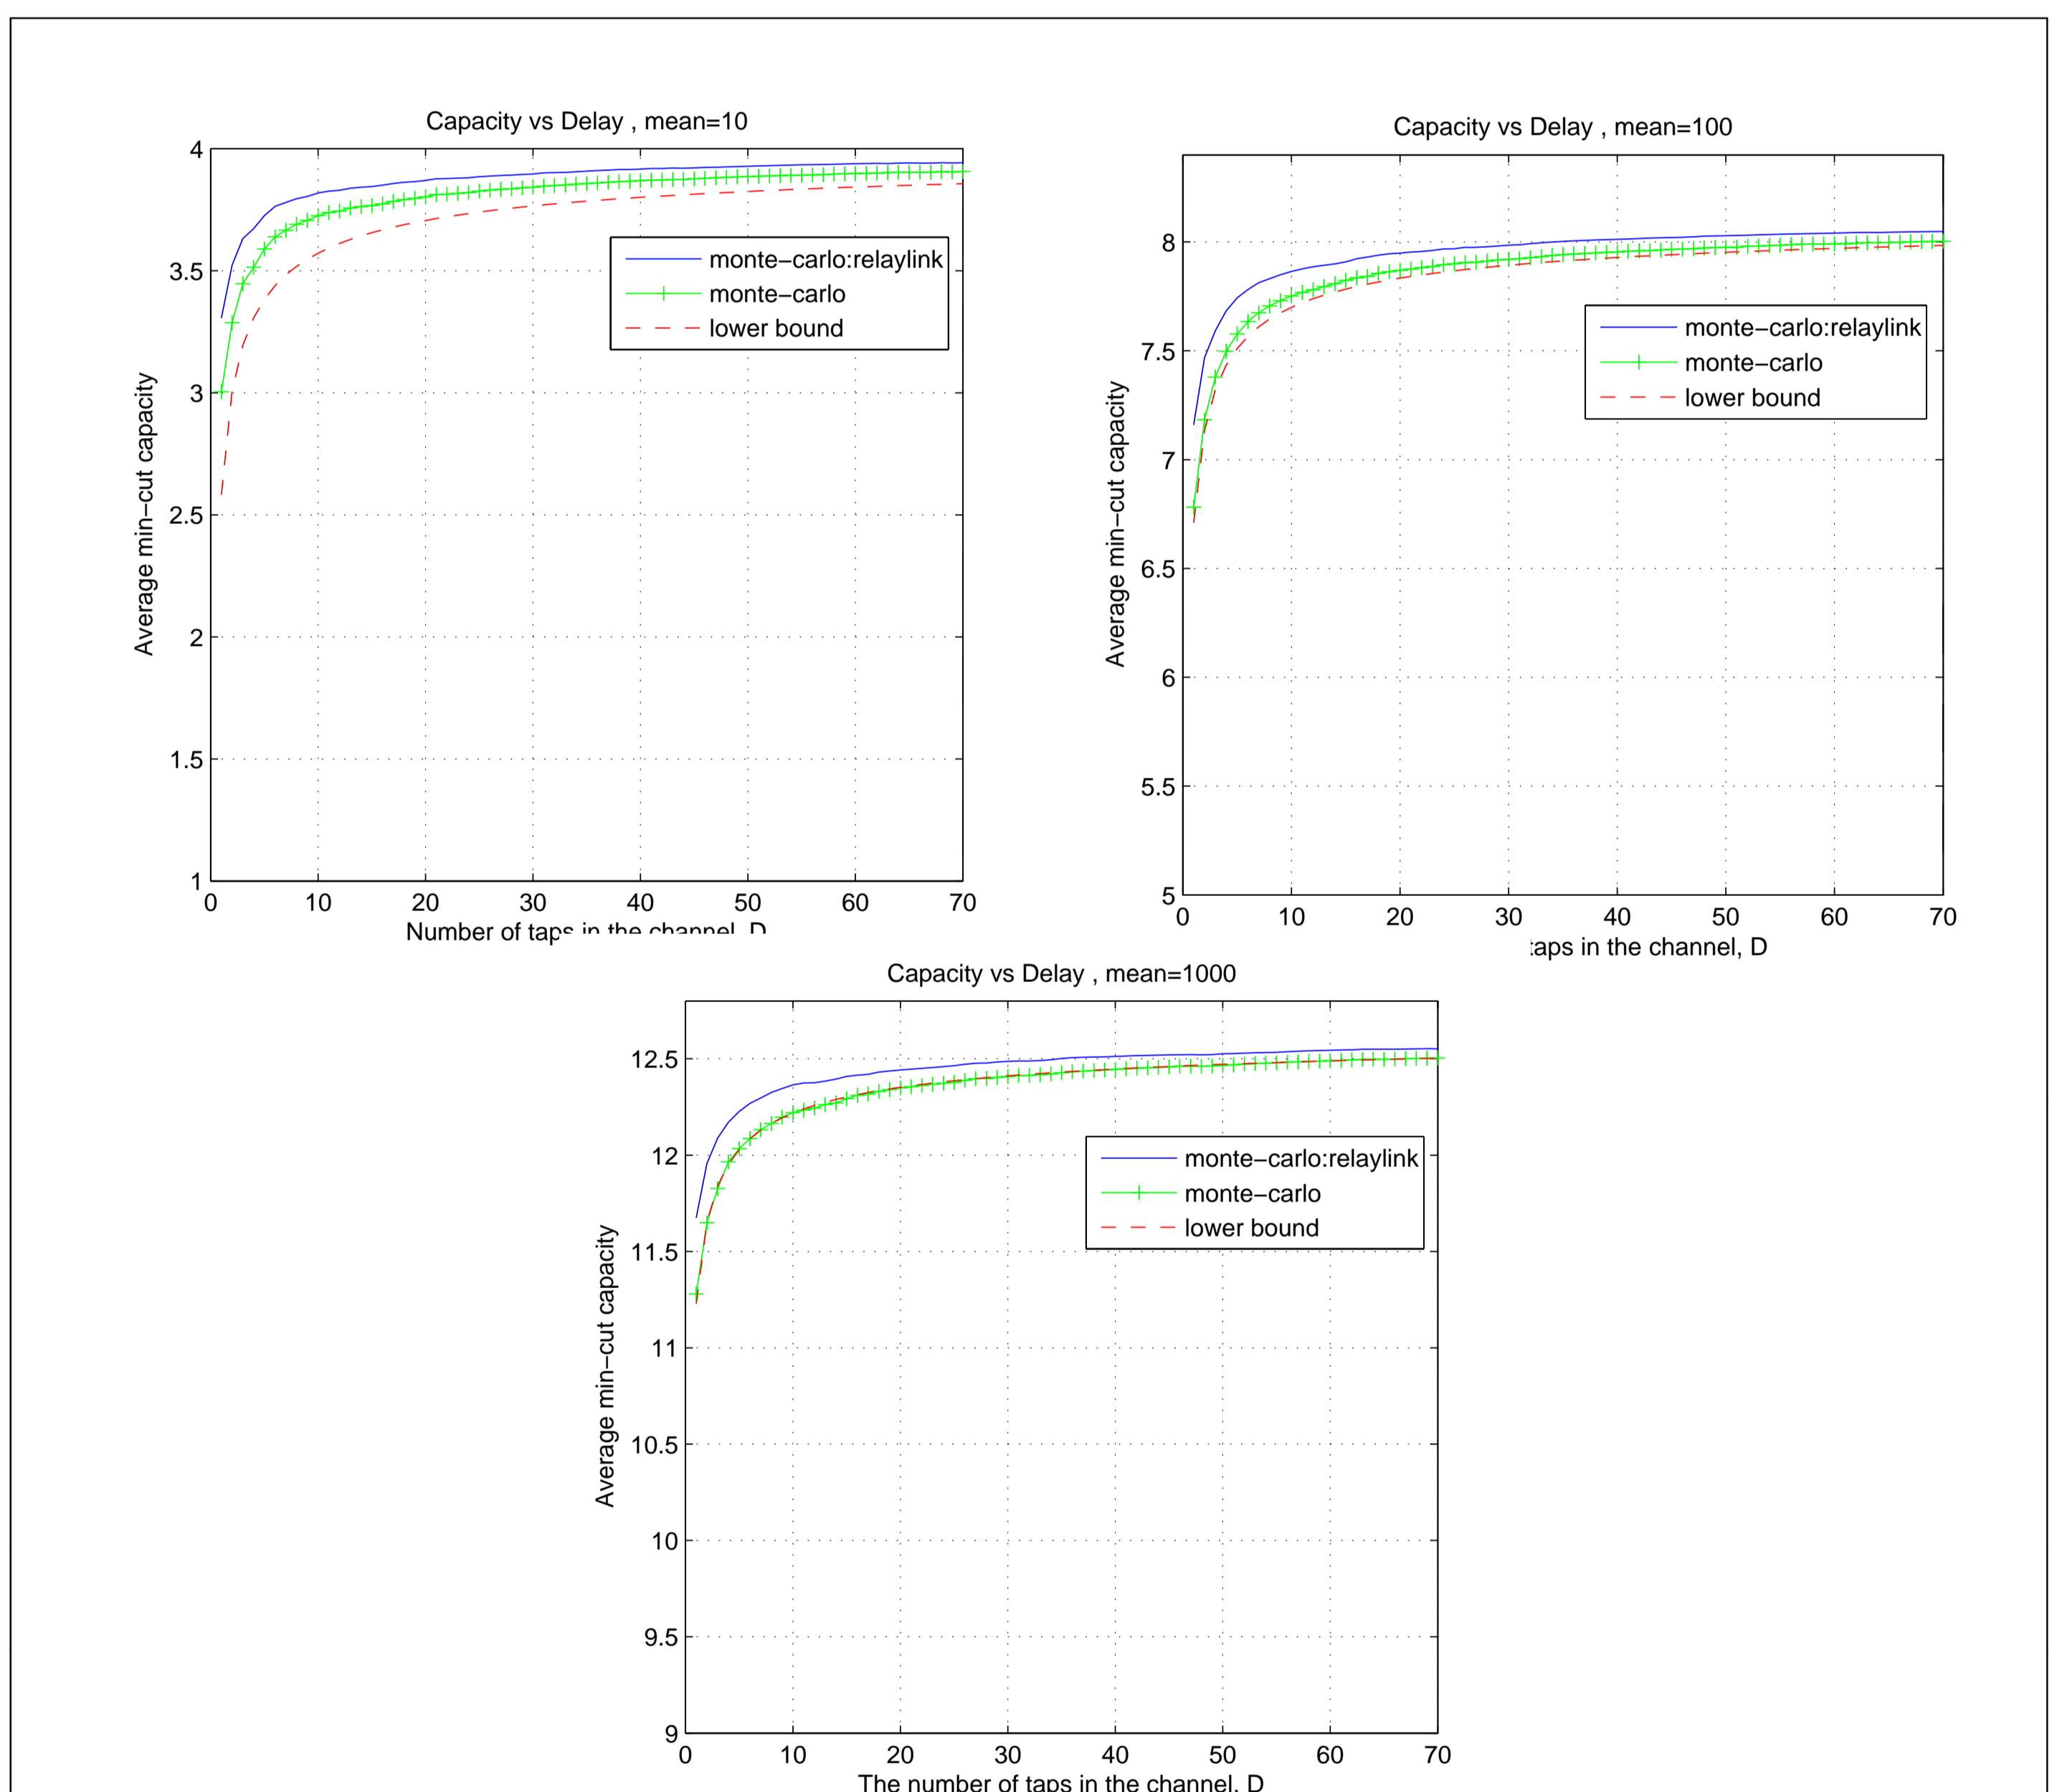 Capacity vs Delay , mean=10
4
3.5
3
2.5
2
1.5
1
Average min−cut capacity
monte−carlo:relaylink
monte−carlo
lower bound
0 10 20 30 40 50 60 70
Number of taps in the channel, D
Capacity vs Delay , mean=100
8
7.5
7
6.5
6
5.5
5
Average min−cut capacity
monte−carlo:relaylink
monte−carlo
lower bound
0 10 20 30 40 50 60 70
taps in the channel, D
Capacity vs Delay , mean=1000
12.5
12
11.5
11
10.5
10
9.5
9
Average min−cut capacity
monte−carlo:relaylink
monte−carlo
lower bound
0 10 20 30 40 50 60 70
The number of taps in the channel, D